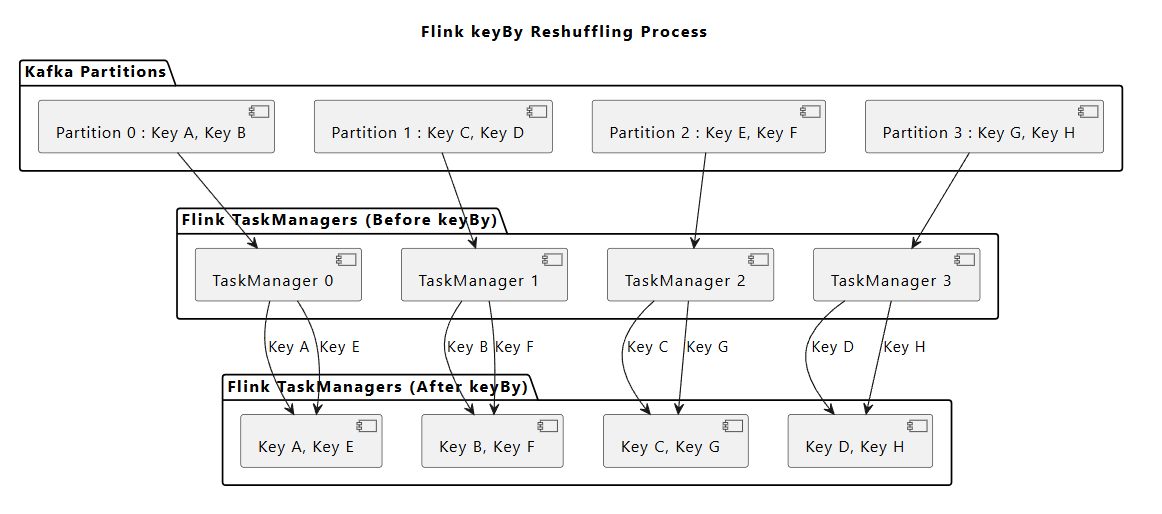 Flink keyBy Reshuffling Process
Kafka Partitions
Partition 0 : Key A, Key B
Partition 1 : Key C, Key D
Partition 2 : Key E, Key F
Partition 3 : Key G, Key H
Flink TaskManagers (Before keyBy)
TaskManager 0
TaskManager 1
TaskManager 2
TaskManager 3
Key A
Key E
Key B
Key F
Key C
Key G
Key D
Key H
Flink TaskManagers (After keyBy)
Key A, Key E
Key B, Key F
Key C, Key G
Key D, Key H